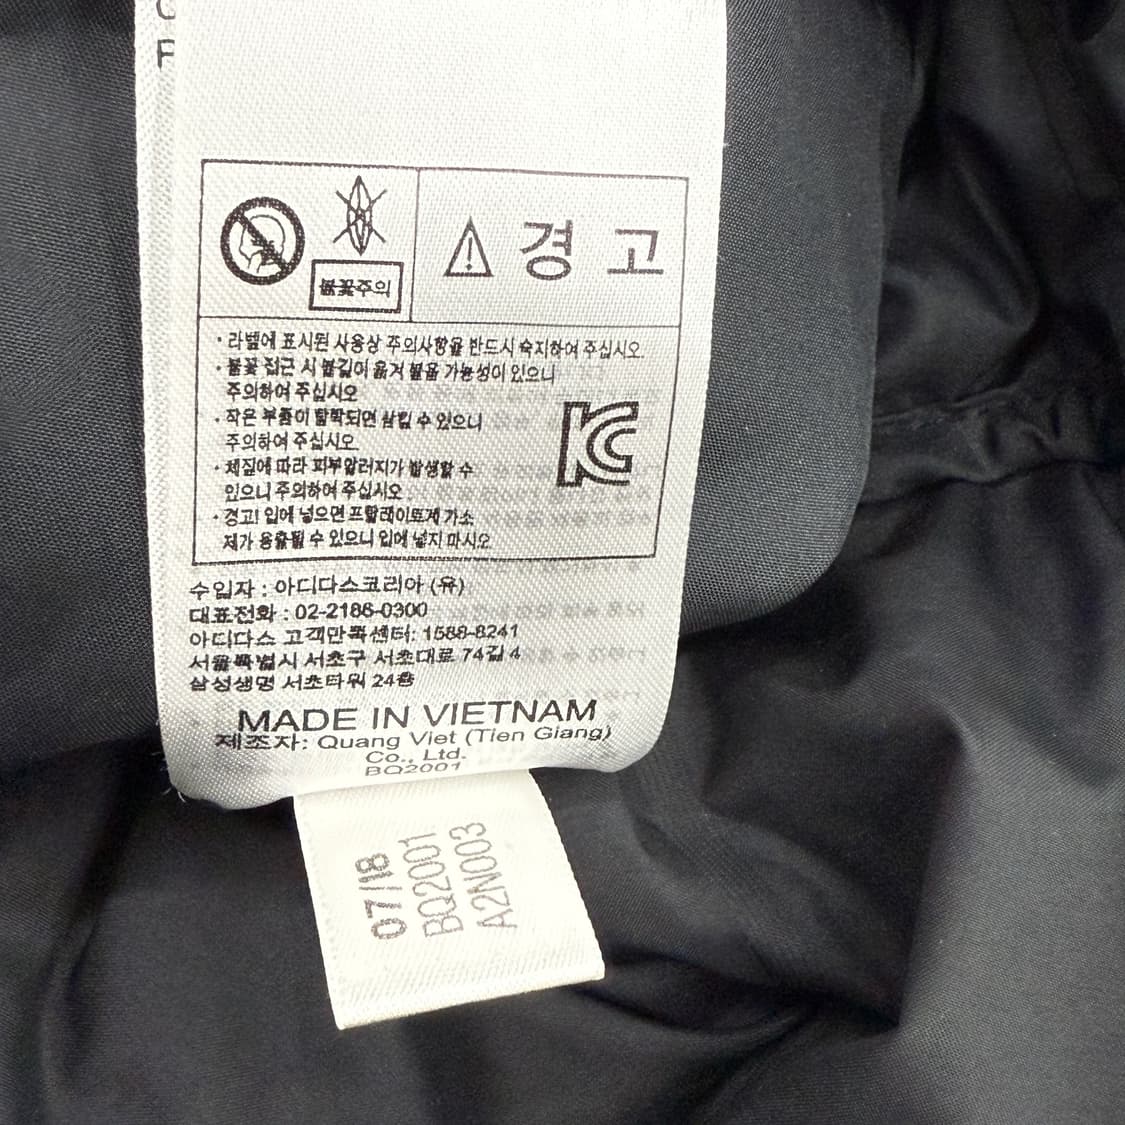 불꽃주의
경 고
· 라벨에 표시된 사용상 주의사항을 반드시 숙지하여 주십시오.
· 불꽃 접근 시 불길이 옮겨 붙을 가능성이 있으니
주의하여 주십시오
· 작은 부품이 탈락되면 삼킬 수 있으니
주의하여 주십시오.
· 체질에 따라 피부알러지가 발생할 수
있으니 주의하여 주십시오.
· 경고! 입에 넣으면 프탈레이트계 가소
제가 용출될 수 있으니 입에 넣지 마시오
수입자 : 아디다스코리아 (유)
대표전화 : 02-2186-0300
아디다스 고객만족센터: 1588-8241
서울특별시 서초구 서초대로 74길 4
삼성생명 서초타워 24층
MADE IN VIETNAM
제조자: Quang Viet (Tien Giang)
Co., Ltd.
BQ2001
07/18
BQ2001
A2N003